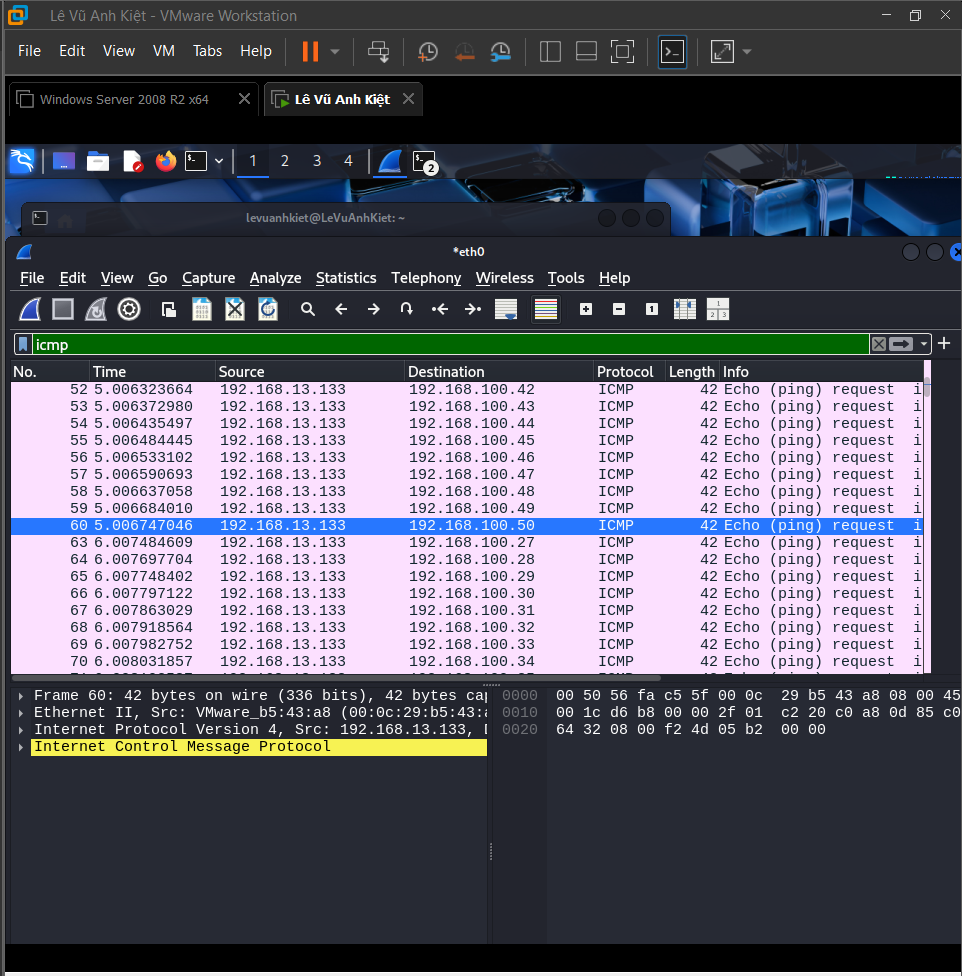 Lê Vũ Anh Kiệt - VMware Workstation
File Edit View VM Tabs Help
Windows Server 2008 R2 x64 Lê Vũ Anh Kiệt
1 2 3 4 2
levuanhkiet@LeVuAnhKiet: ~
*eth0
File Edit View Go Capture Analyze Statistics Telephony Wireless Tools Help
icmp
No. Time Source Destination Protocol Length Info
52 5.006323664 192.168.13.133 192.168.100.42 ICMP 42 Echo (ping) request i
53 5.006372980 192.168.13.133 192.168.100.43 ICMP 42 Echo (ping) request i
54 5.006435497 192.168.13.133 192.168.100.44 ICMP 42 Echo (ping) request i
55 5.006484445 192.168.13.133 192.168.100.45 ICMP 42 Echo (ping) request i
56 5.006533102 192.168.13.133 192.168.100.46 ICMP 42 Echo (ping) request i
57 5.006590693 192.168.13.133 192.168.100.47 ICMP 42 Echo (ping) request i
58 5.006637058 192.168.13.133 192.168.100.48 ICMP 42 Echo (ping) request i
59 5.006684010 192.168.13.133 192.168.100.49 ICMP 42 Echo (ping) request i
60 5.006747046 192.168.13.133 192.168.100.50 ICMP 42 Echo (ping) request i
63 6.007484609 192.168.13.133 192.168.100.27 ICMP 42 Echo (ping) request i
64 6.007697704 192.168.13.133 192.168.100.28 ICMP 42 Echo (ping) request i
65 6.007748402 192.168.13.133 192.168.100.29 ICMP 42 Echo (ping) request i
66 6.007797122 192.168.13.133 192.168.100.30 ICMP 42 Echo (ping) request i
67 6.007863029 192.168.13.133 192.168.100.31 ICMP 42 Echo (ping) request i
68 6.007918564 192.168.13.133 192.168.100.32 ICMP 42 Echo (ping) request i
69 6.007982752 192.168.13.133 192.168.100.33 ICMP 42 Echo (ping) request i
70 6.008031857 192.168.13.133 192.168.100.34 ICMP 42 Echo (ping) request i
Frame 60: 42 bytes on wire (336 bits), 42 bytes cap 0000 00 50 56 fa c5 5f 00 0c 29 b5 43 a8 08 00 45
Ethernet II, Src: VMware_b5:43:a8 (00:0c:29:b5:43:a 0010 00 1c d6 b8 00 00 2f 01 c2 20 c0 a8 0d 85 c0
Internet Protocol Version 4, Src: 192.168.13.133, D 0020 64 32 08 00 f2 4d 05 b2 00 00
Internet Control Message Protocol